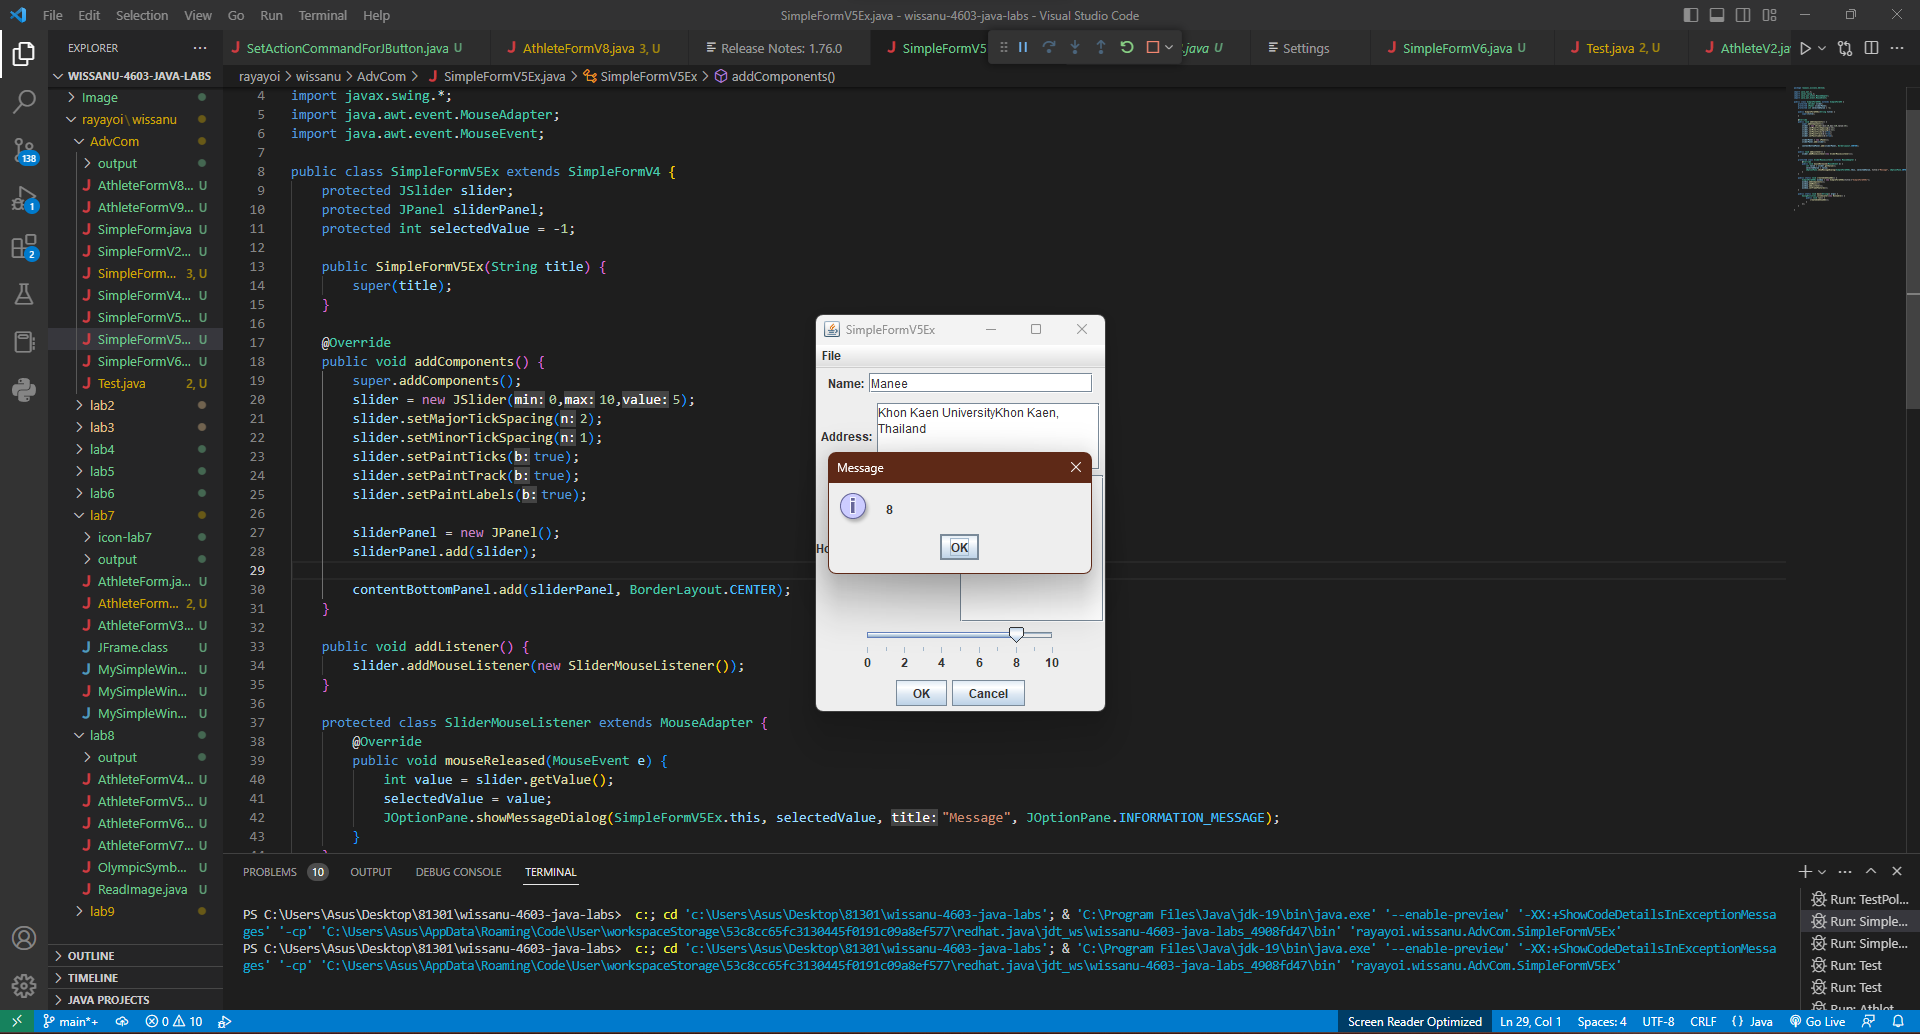 File Edit Selection View Go Run Terminal Help
SimpleFormV5Ex.java - wissanu-4603-java-labs - Visual Studio Code
EXPLORER
SetActionCommandForJButton.java U
AthleteFormV8.java 3, U
Release Notes: 1.76.0
SimpleFormV5
.java U
Settings
SimpleFormV6.java U
Test.java 2, U
AthleteV2.jav
WISSANU-4603-JAVA-LABS
rayayoi > wissanu > AdvCom > SimpleFormV5Ex.java > SimpleFormV5Ex > addComponents()
Image
rayayoi\wissanu
AdvCom
output
AthleteFormV8... U
AthleteFormV9... U
SimpleForm.java U
SimpleFormV2... U
SimpleForm... 3, U
SimpleFormV4... U
SimpleFormV5... U
SimpleFormV5... U
SimpleFormV6... U
Test.java 2, U
lab2
lab3
lab4
lab5
lab6
lab7
icon-lab7
output
AthleteForm.ja... U
AthleteForm... 2, U
AthleteFormV3... U
JFrame.class U
MySimpleWin... U
MySimpleWin... U
MySimpleWin... U
lab8
output
AthleteFormV4... U
AthleteFormV5... U
AthleteFormV6... U
AthleteFormV7... U
OlympicSymb... U
ReadImage.java U
lab9
OUTLINE
TIMELINE
JAVA PROJECTS
138
1
2
4 import javax.swing.*;
5 import java.awt.event.MouseAdapter;
6 import java.awt.event.MouseEvent;
7
8 public class SimpleFormV5Ex extends SimpleFormV4 {
9 protected JSlider slider;
10 protected JPanel sliderPanel;
11 protected int selectedValue = -1;
12
13 public SimpleFormV5Ex(String title) {
14 super(title);
15 }
16
17 @Override
18 public void addComponents() {
19 super.addComponents();
20 slider = new JSlider(min: 0,max: 10,value: 5);
21 slider.setMajorTickSpacing(n: 2);
22 slider.setMinorTickSpacing(n: 1);
23 slider.setPaintTicks(b: true);
24 slider.setPaintTrack(b: true);
25 slider.setPaintLabels(b: true);
26
27 sliderPanel = new JPanel();
28 sliderPanel.add(slider);
29
30 contentBottomPanel.add(sliderPanel, BorderLayout.CENTER);
31 }
32
33 public void addListener() {
34 slider.addMouseListener(new SliderMouseListener());
35 }
36
37 protected class SliderMouseListener extends MouseAdapter {
38 @Override
39 public void mouseReleased(MouseEvent e) {
40 int value = slider.getValue();
41 selectedValue = value;
42 JOptionPane.showMessageDialog(SimpleFormV5Ex.this, selectedValue, title: "Message", JOptionPane.INFORMATION_MESSAGE);
43 }
SimpleFormV5Ex
File
Name: Manee
Khon Kaen UniversityKhon Kaen,
Thailand
Address:
Message
8
OK
Ho
0 2 4 6 8 10
OK Cancel
PROBLEMS 10 OUTPUT DEBUG CONSOLE TERMINAL
PS C:\Users\Asus\Desktop\81301\wissanu-4603-java-labs> c:; cd 'c:\Users\Asus\Desktop\81301\wissanu-4603-java-labs'; & 'C:\Program Files\Java\jdk-19\bin\java.exe' '--enable-preview' '-XX:+ShowCodeDetailsInExceptionMessa
ges' '-cp' 'C:\Users\Asus\AppData\Roaming\Code\User\workspaceStorage\53c8cc65fc3130445f0191c09a8ef577\redhat.java\jdt_ws\wissanu-4603-java-labs_4908fd47\bin' 'rayayoi.wissanu.AdvCom.SimpleFormV5Ex'
PS C:\Users\Asus\Desktop\81301\wissanu-4603-java-labs> c:; cd 'c:\Users\Asus\Desktop\81301\wissanu-4603-java-labs'; & 'C:\Program Files\Java\jdk-19\bin\java.exe' '--enable-preview' '-XX:+ShowCodeDetailsInExceptionMessa
ges' '-cp' 'C:\Users\Asus\AppData\Roaming\Code\User\workspaceStorage\53c8cc65fc3130445f0191c09a8ef577\redhat.java\jdt_ws\wissanu-4603-java-labs_4908fd47\bin' 'rayayoi.wissanu.AdvCom.SimpleFormV5Ex'
Run: TestPol...
Run: Simple...
Run: Simple...
Run: Test
Run: Test
main*+ 0 10
Screen Reader Optimized Ln 29, Col 1 Spaces: 4 UTF-8 CRLF { } Java Go Live